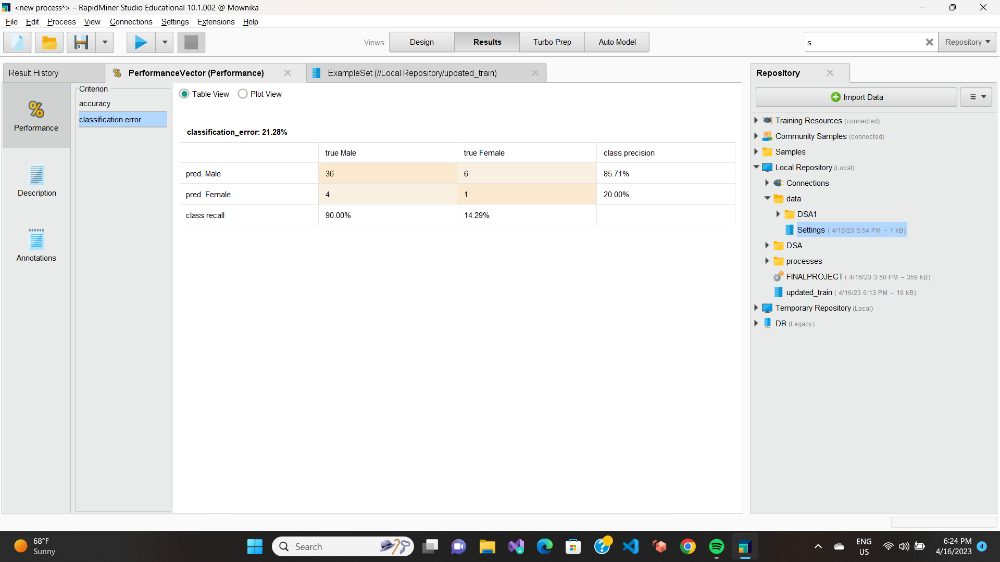 <new process*> – RapidMiner Studio Educational 10.1.002 @ Mownika
File Edit Process View Connections Settings Extensions Help
Views: Design Results Turbo Prep Auto Model
s
Repository
Result History
PerformanceVector (Performance)
ExampleSet (//Local Repository/updated_train)
Repository
%
Performance
Description
Annotations
Criterion
accuracy
classification error
Table View Plot View
classification_error: 21.28%
true Male true Female class precision
pred. Male 36 6 85.71%
pred. Female 4 1 20.00%
class recall 90.00% 14.29%
Import Data
Training Resources (connected)
Community Samples (connected)
Samples
Local Repository (Local)
Connections
data
DSA1
Settings ( 4/16/23 5:54 PM – 1 kB)
DSA
processes
FINALPROJECT ( 4/16/23 3:50 PM – 359 kB)
updated_train ( 4/16/23 6:13 PM – 16 kB)
Temporary Repository (Local)
DB (Legacy)
68°F
Sunny
Search
ENG
US
6:24 PM
4/16/2023
4